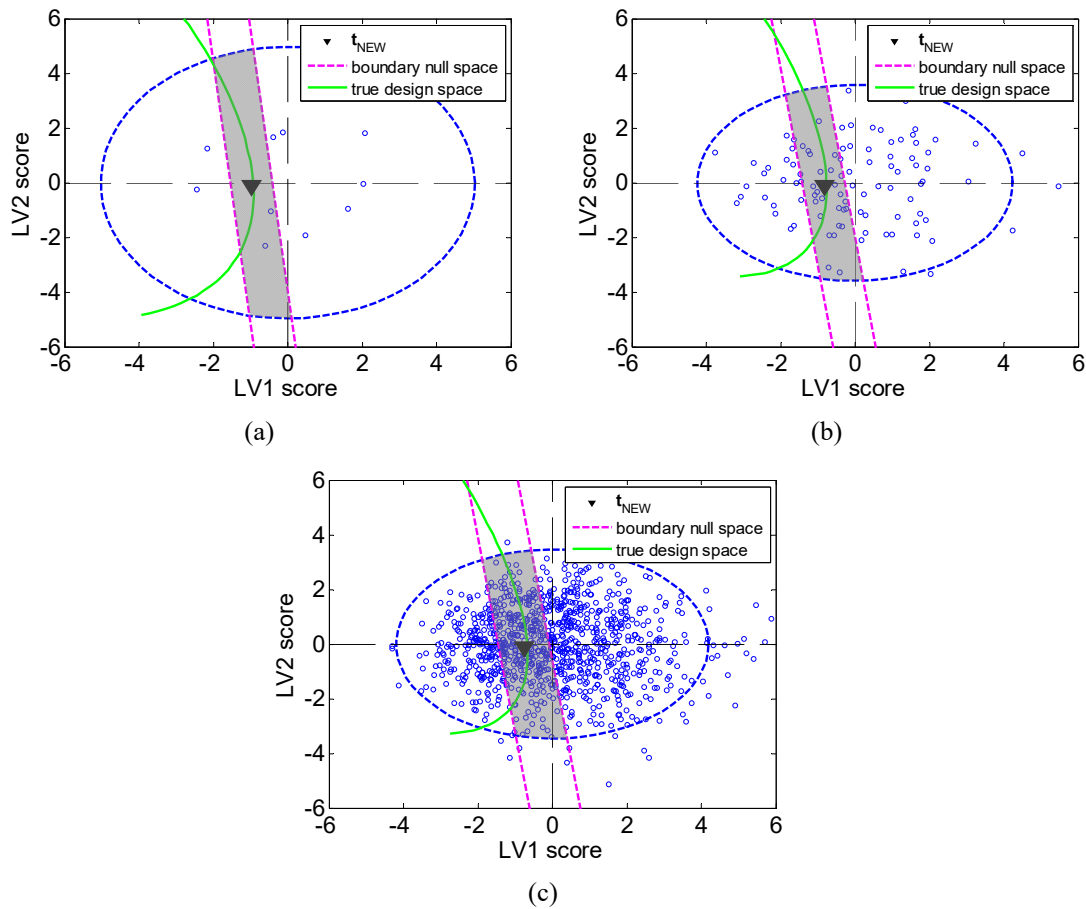 6
4
2
0
-2
-4
-6
-6 -4 -2 0 2 4 6
LV1 score
LV2 score
t_NEW
boundary null space
true design space
(a)
6
4
2
0
-2
-4
-6
-6 -4 -2 0 2 4 6
LV1 score
LV2 score
t_NEW
boundary null space
true design space
(b)
6
4
2
0
-2
-4
-6
-6 -4 -2 0 2 4 6
LV1 score
LV2 score
t_NEW
boundary null space
true design space
(c)